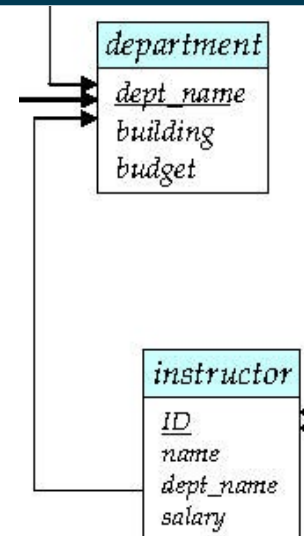 department
dept_name
building
budget
instructor
ID
name
dept_name
salary